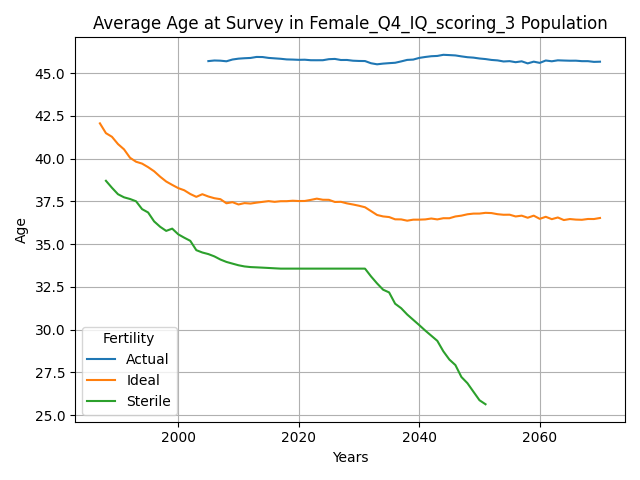 Average Age at Survey in Female_Q4_IQ_scoring_3 Population
45.0
42.5
40.0
37.5
35.0
32.5
30.0
27.5
25.0
Age
Fertility
Actual
Ideal
Sterile
2000
2020
2040
2060
Years